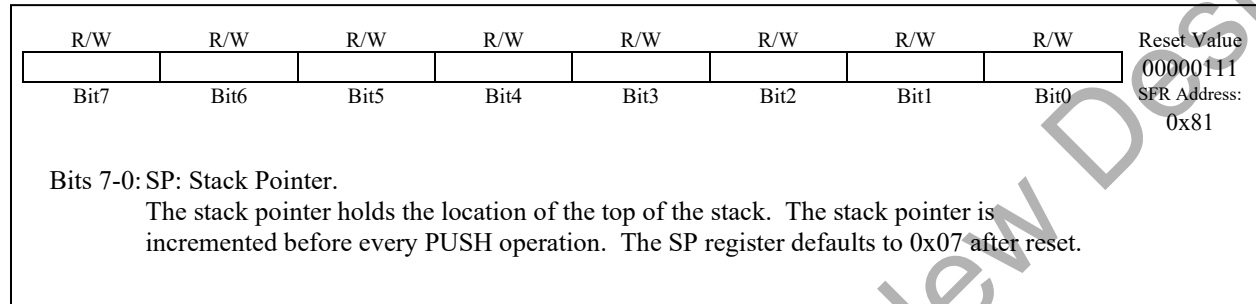 R/W R/W R/W R/W R/W R/W R/W R/W Reset Value
00000111
Bit7 Bit6 Bit5 Bit4 Bit3 Bit2 Bit1 Bit0 SFR Address:
0x81
Bits 7-0: SP: Stack Pointer.
The stack pointer holds the location of the top of the stack. The stack pointer is
incremented before every PUSH operation. The SP register defaults to 0x07 after reset.
New Desi